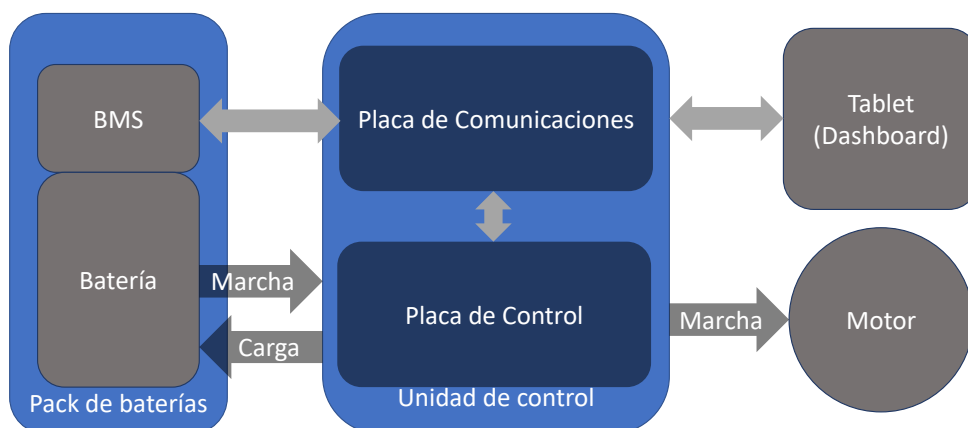 BMS
Placa de Comunicaciones
Tablet
(Dashboard)
Batería
Marcha
Carga
Placa de Control
Marcha
Motor
Pack de baterías
Unidad de control